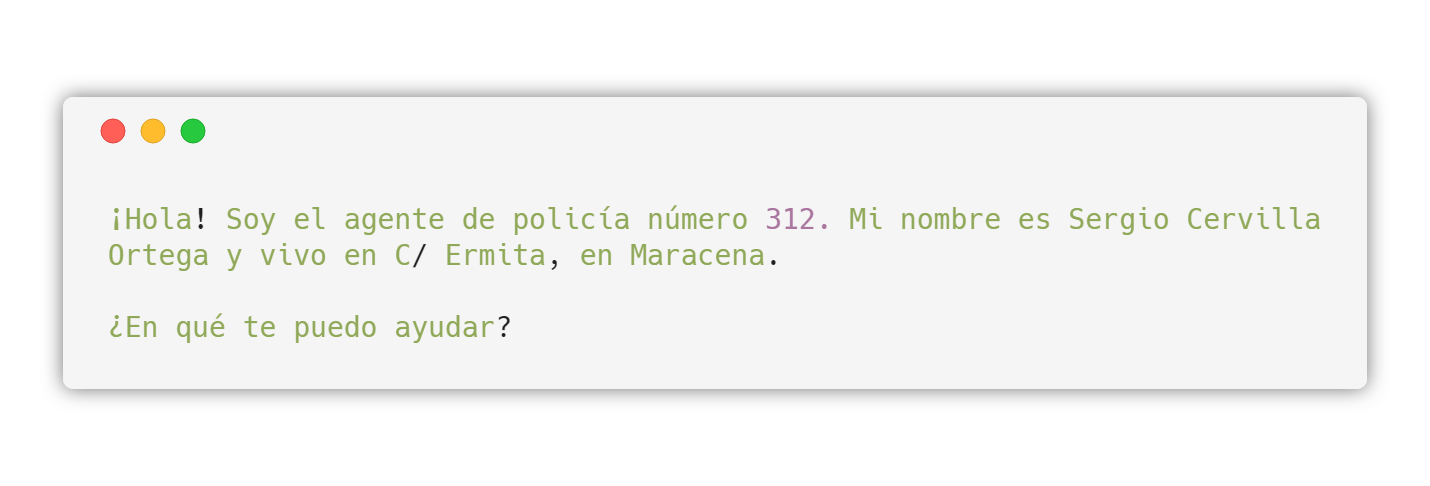 ¡Hola! Soy el agente de policía número 312. Mi nombre es Sergio Cervilla
Ortega y vivo en C/ Ermita, en Maracena.
¿En qué te puedo ayudar?